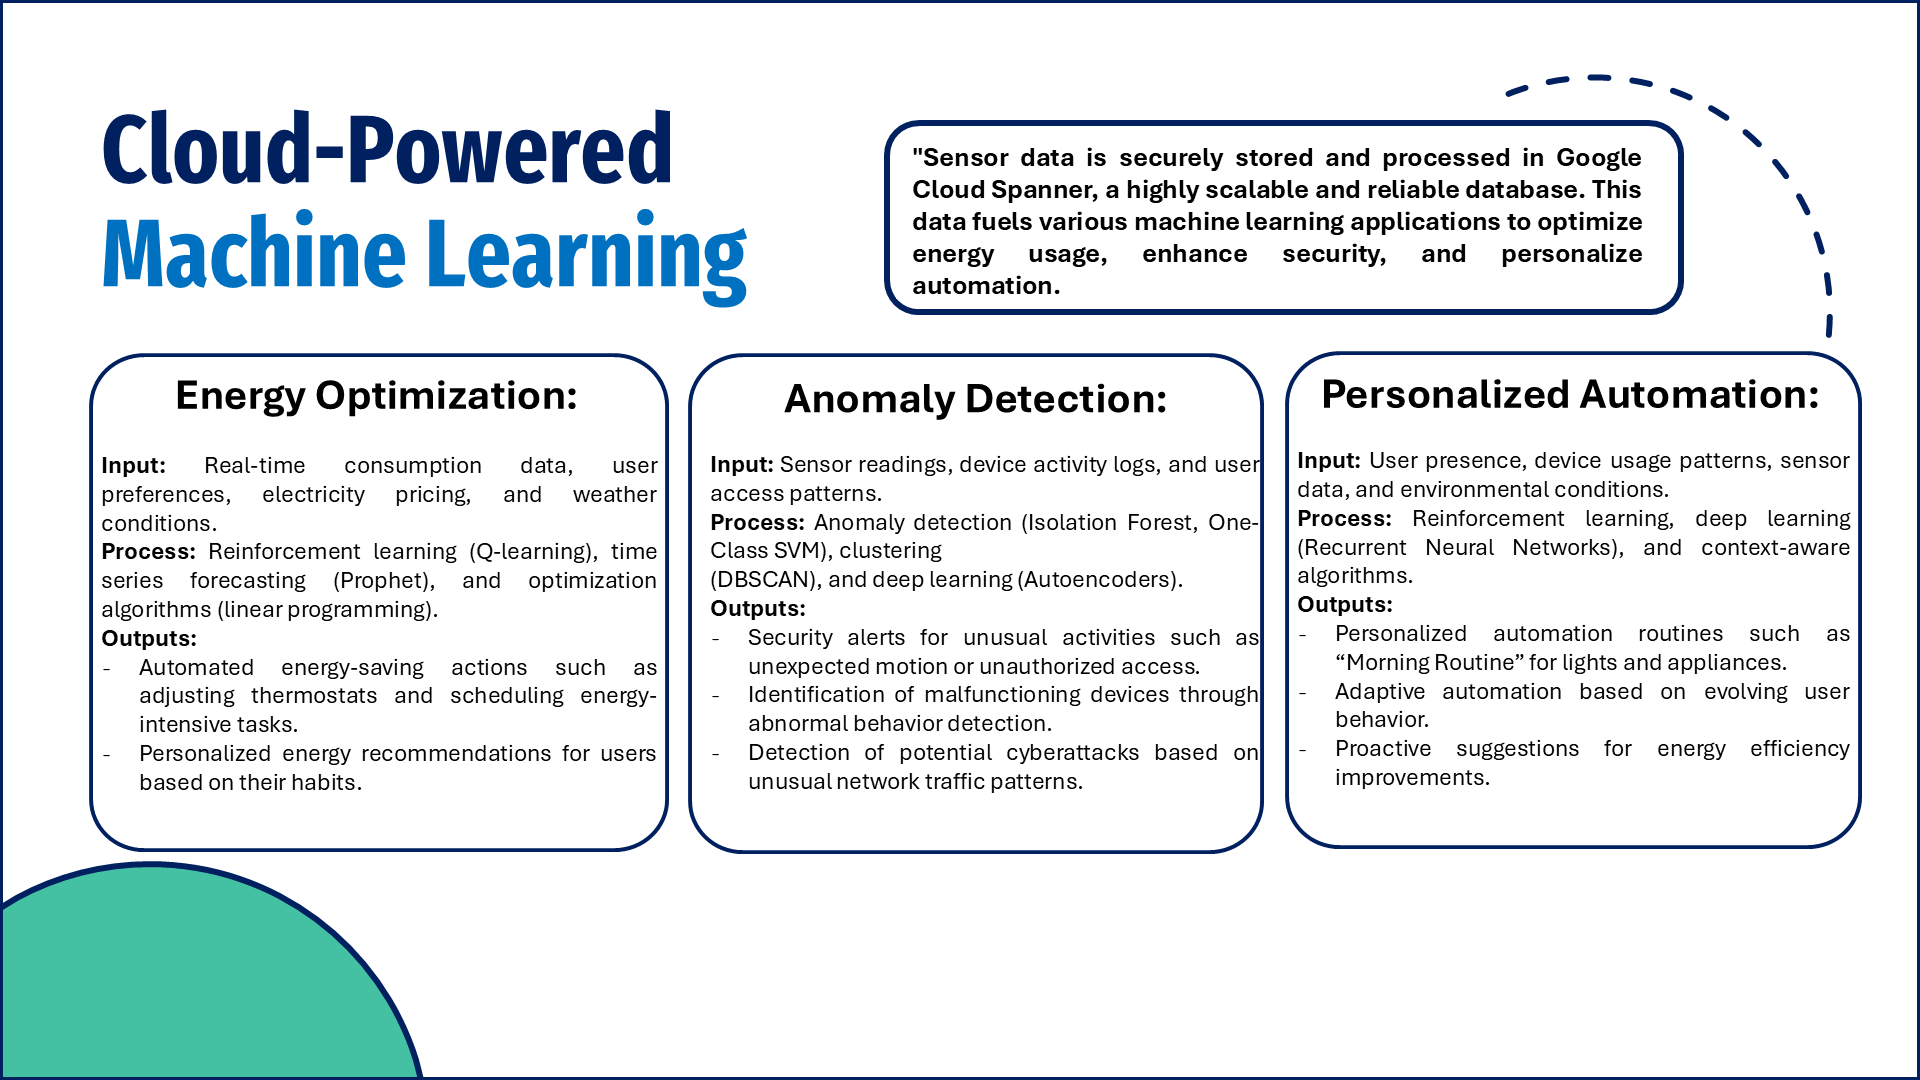 Cloud-Powered
Machine Learning
"Sensor data is securely stored and processed in Google
Cloud Spanner, a highly scalable and reliable database. This
data fuels various machine learning applications to optimize
energy usage, enhance security, and personalize
automation.
Energy Optimization:
Input: Real-time consumption data, user
preferences, electricity pricing, and weather
conditions.
Process: Reinforcement learning (Q-learning), time
series forecasting (Prophet), and optimization
algorithms (linear programming).
Outputs:
- Automated energy-saving actions such as
adjusting thermostats and scheduling energy-
intensive tasks.
- Personalized energy recommendations for users
based on their habits.
Anomaly Detection:
Input: Sensor readings, device activity logs, and user
access patterns.
Process: Anomaly detection (Isolation Forest, One-
Class SVM), clustering
(DBSCAN), and deep learning (Autoencoders).
Outputs:
- Security alerts for unusual activities such as
unexpected motion or unauthorized access.
- Identification of malfunctioning devices through
abnormal behavior detection.
- Detection of potential cyberattacks based on
unusual network traffic patterns.
Personalized Automation:
Input: User presence, device usage patterns, sensor
data, and environmental conditions.
Process: Reinforcement learning, deep learning
(Recurrent Neural Networks), and context-aware
algorithms.
Outputs:
- Personalized automation routines such as
“Morning Routine” for lights and appliances.
- Adaptive automation based on evolving user
behavior.
- Proactive suggestions for energy efficiency
improvements.